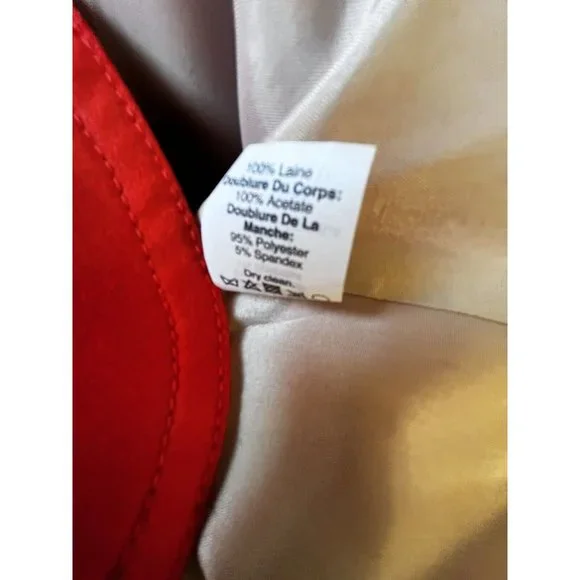 100% Laine
Doublure Du Corps:
100% Acetate
Doublure De La
Manche:
95% Polyester
5% Spandex
Dry clean.